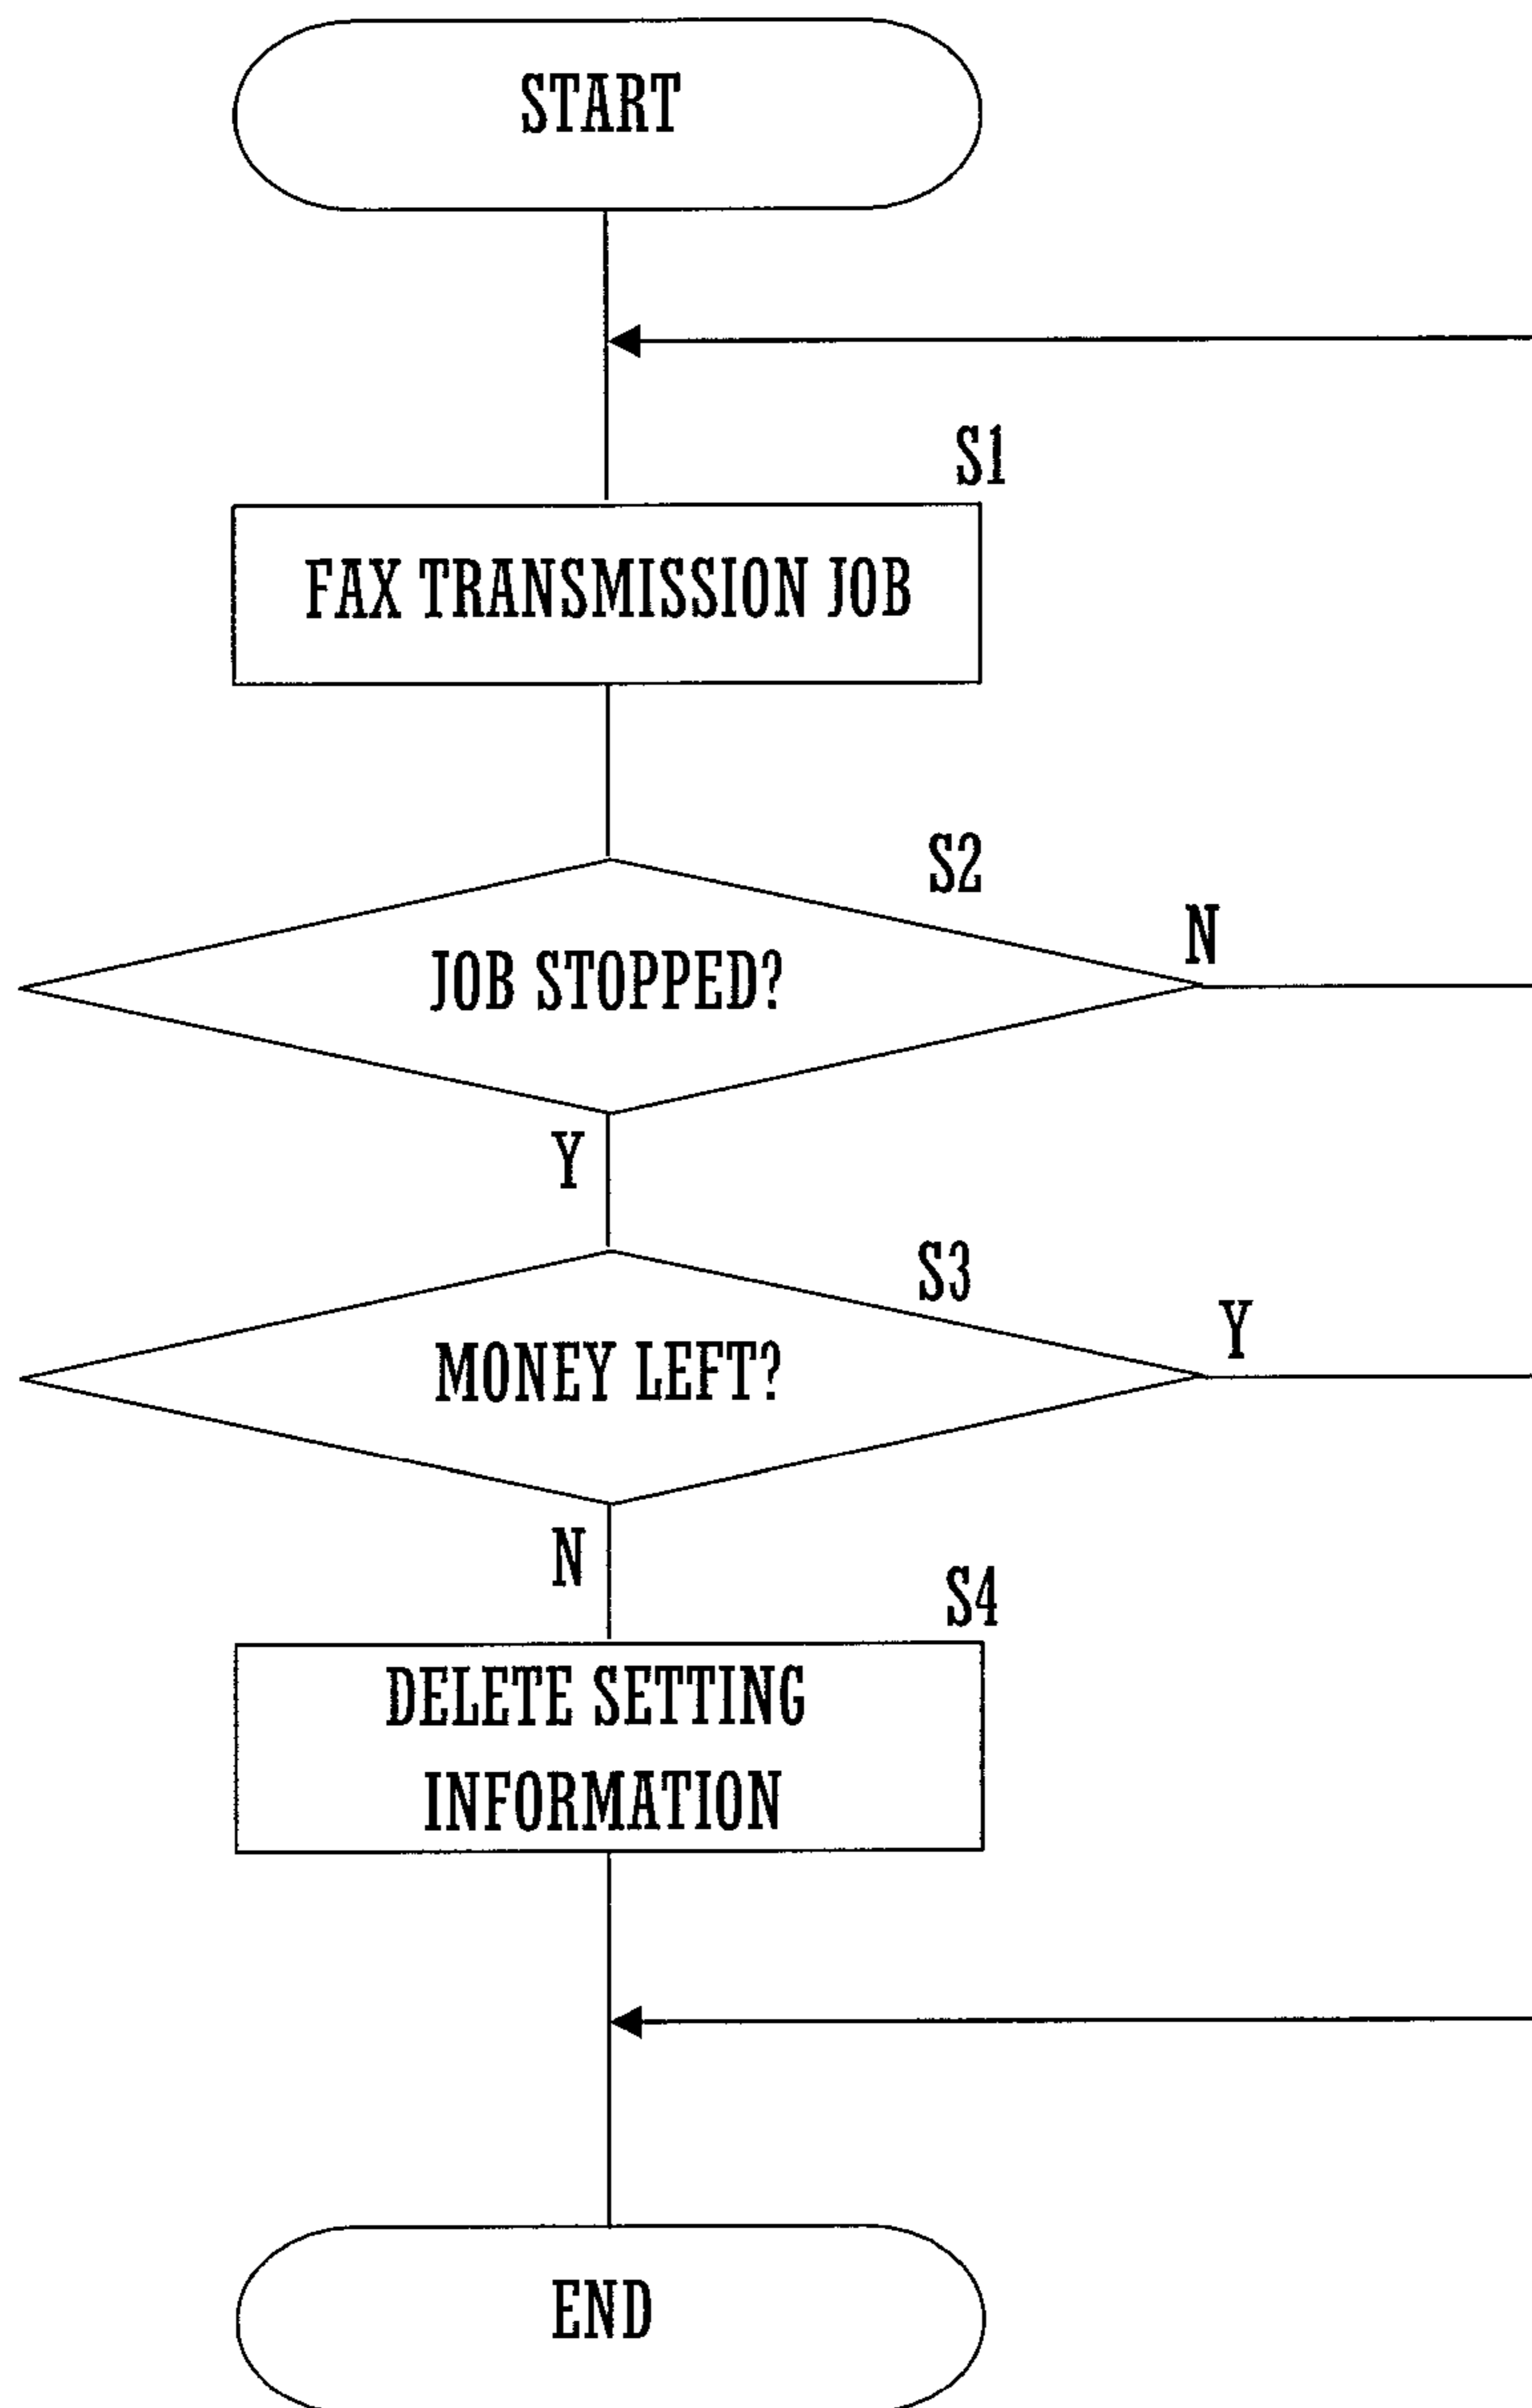 START
S1
FAX TRANSMISSION JOB
S2
N
JOB STOPPED?
Y
S3
Y
MONEY LEFT?
N
S4
DELETE SETTING
INFORMATION
END